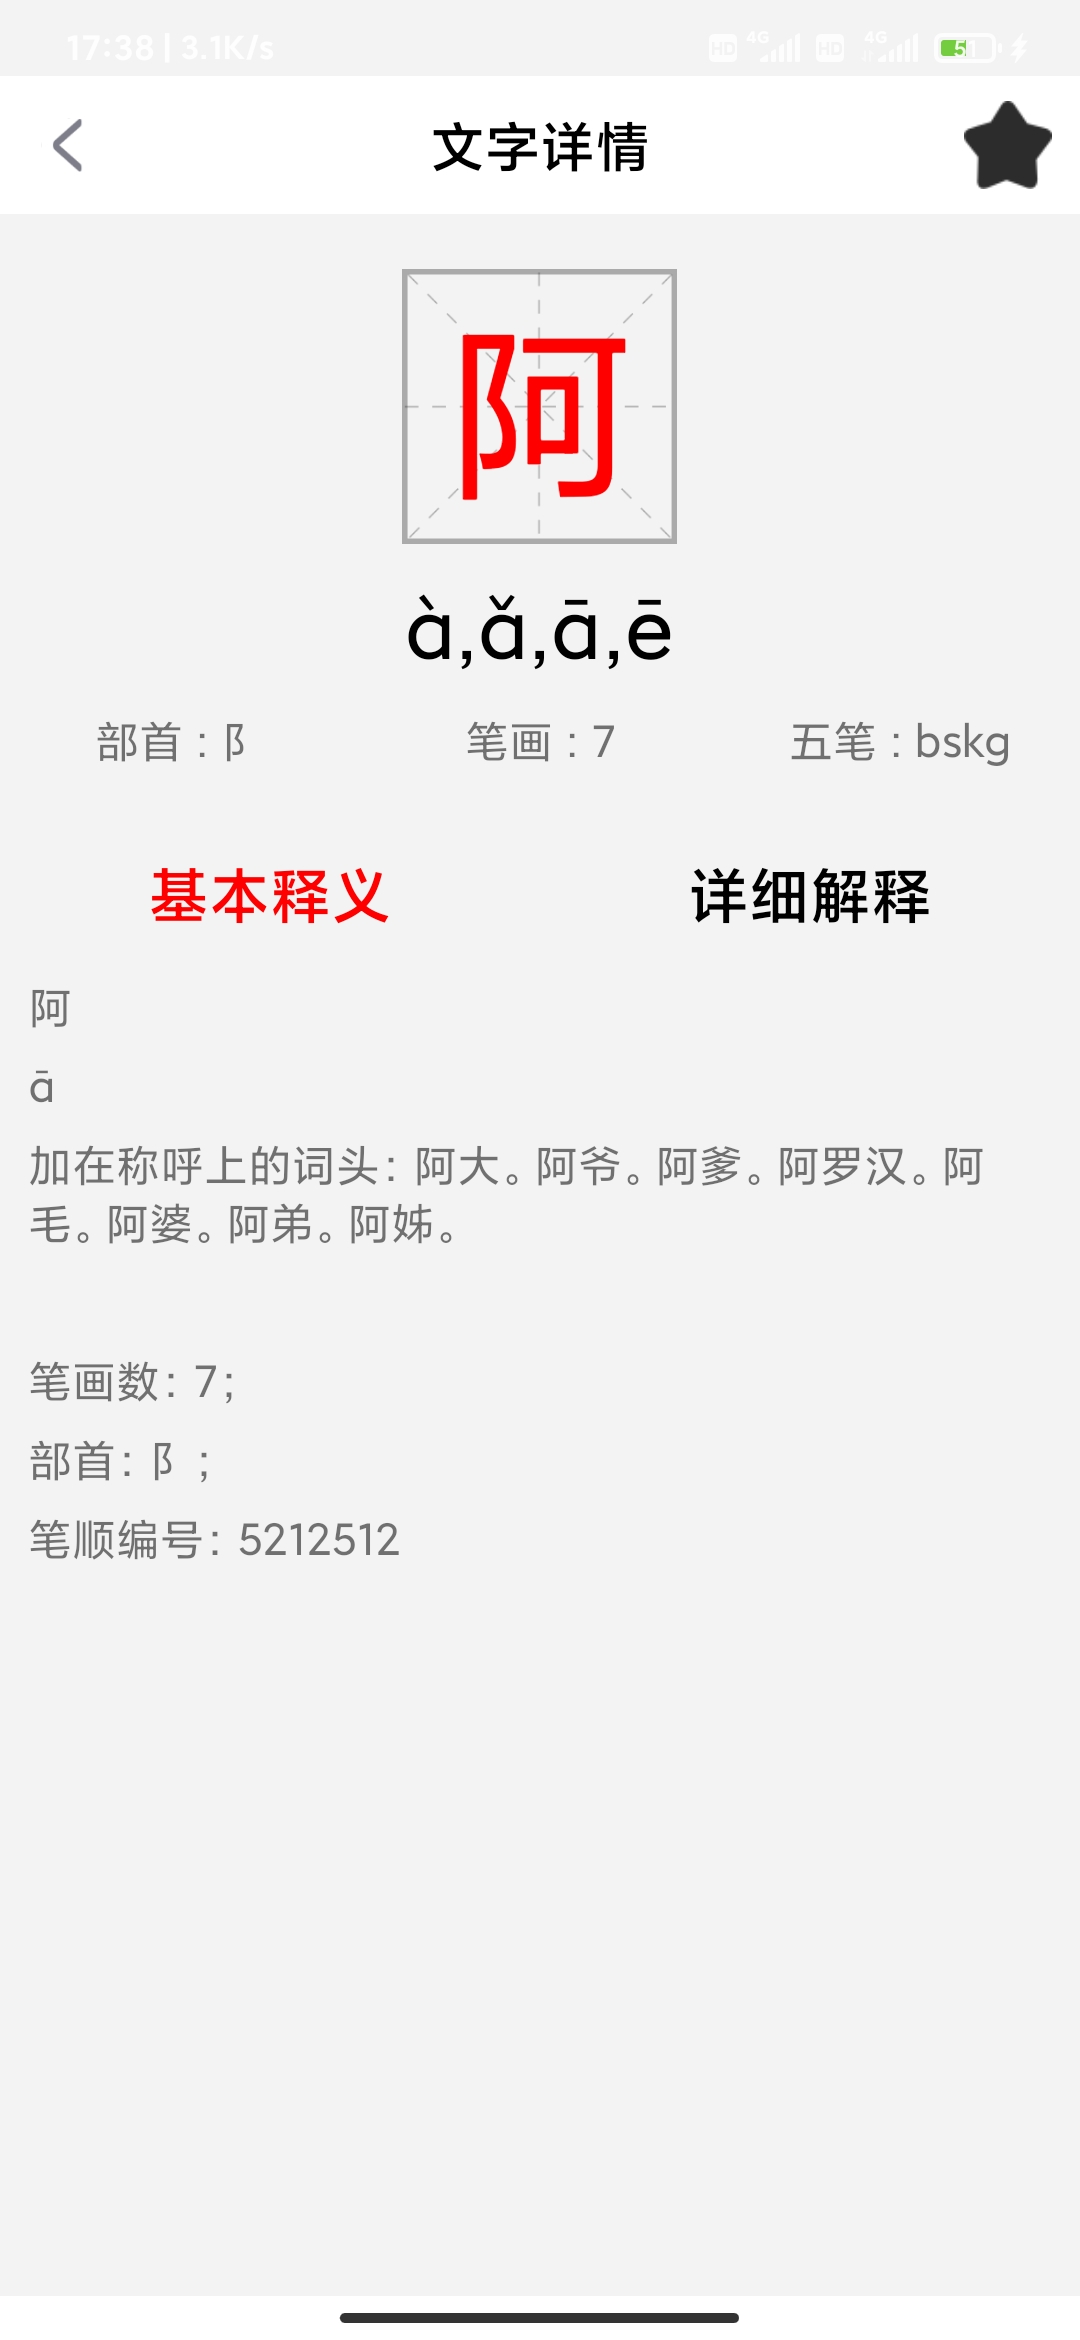 17:38 | 3.1K/s HD 4G HD 4G 51
文字详情
阿
à,ǎ,ā,ē
部首 : 阝 笔画 : 7 五笔 : bskg
基本释义 详细解释
阿
ā
加在称呼上的词头：阿大。阿爷。阿爹。阿罗汉。阿
毛。阿婆。阿弟。阿姊。
笔画数：7；
部首：阝；
笔顺编号：5212512